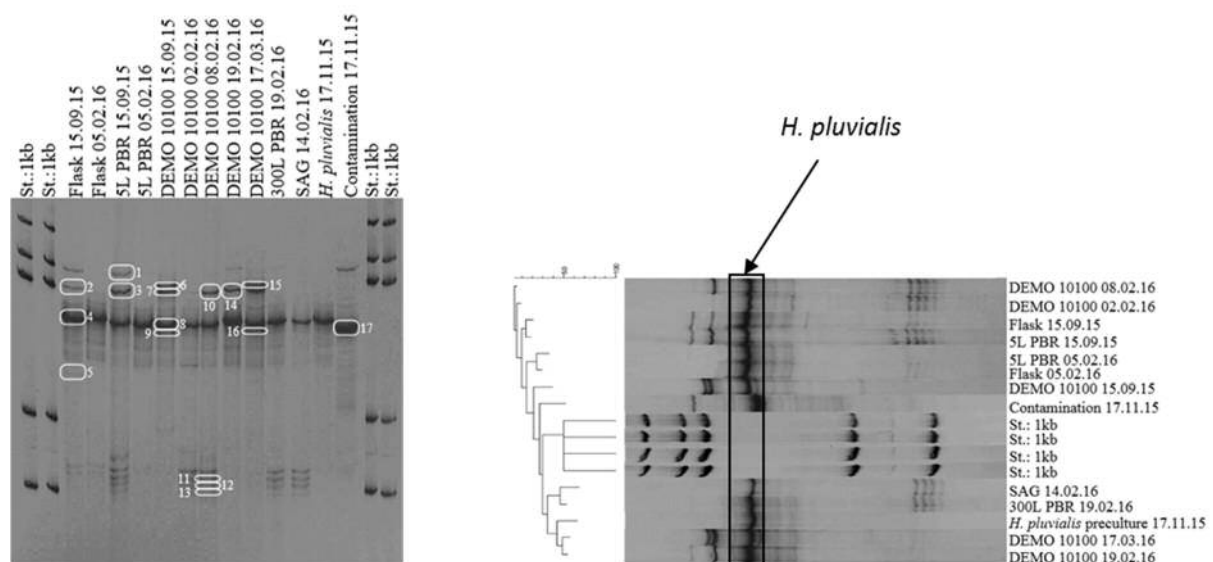 St.:1kb
St.:1kb
Flask 15.09.15
Flask 05.02.16
5L PBR 15.09.15
5L PBR 05.02.16
DEMO 10100 15.09.15
DEMO 10100 02.02.16
DEMO 10100 08.02.16
DEMO 10100 19.02.16
DEMO 10100 17.03.16
300L PBR 19.02.16
SAG 14.02.16
H. pluvialis 17.11.15
Contamination 17.11.15
St.:1kb
St.:1kb
1
2
3
4
5
6
7
8
9
10
11
12
13
14
15
16
17
H. pluvialis
50
100
DEMO 10100 08.02.16
DEMO 10100 02.02.16
Flask 15.09.15
5L PBR 15.09.15
5L PBR 05.02.16
Flask 05.02.16
DEMO 10100 15.09.15
Contamination 17.11.15
St.: 1kb
St.: 1kb
St.: 1kb
St.: 1kb
SAG 14.02.16
300L PBR 19.02.16
H. pluvialis preculture 17.11.15
DEMO 10100 17.03.16
DEMO 10100 19.02.16